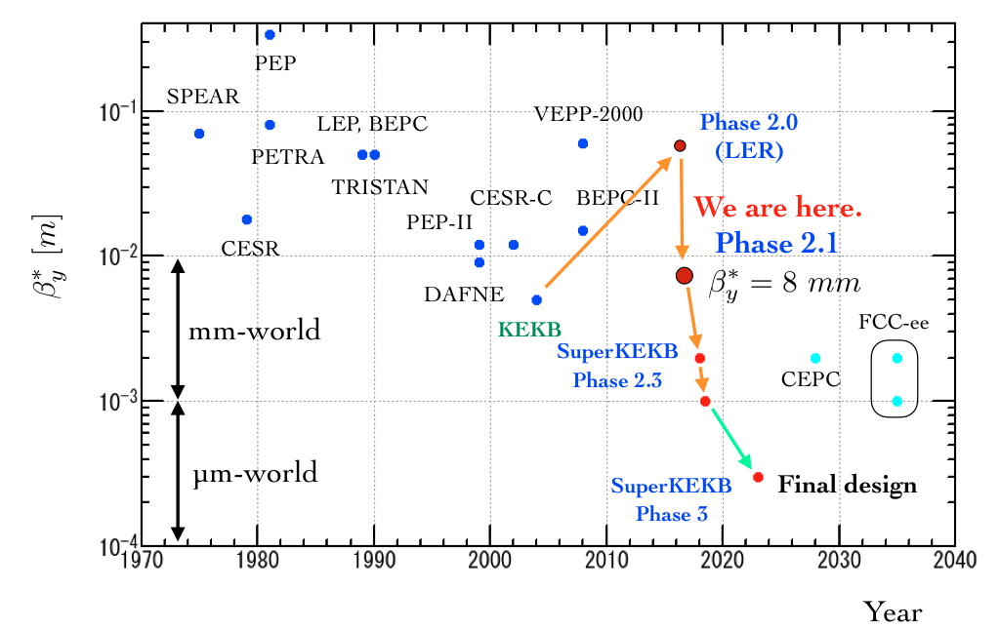 PEP
SPEAR
10⁻¹
LEP, BEPC
VEPP-2000
Phase 2.0
(LER)
PETRA
TRISTAN
CESR-C
BEPC-II
We are here.
PEP-II
CESR
Phase 2.1
β*y [m]
10⁻²
DAFNE
β*y = 8 mm
mm-world
KEKB
FCC-ee
SuperKEKB
Phase 2.3
CEPC
10⁻³
µm-world
SuperKEKB
Phase 3
Final design
10⁻⁴
1970 1980 1990 2000 2010 2020 2030 2040
Year